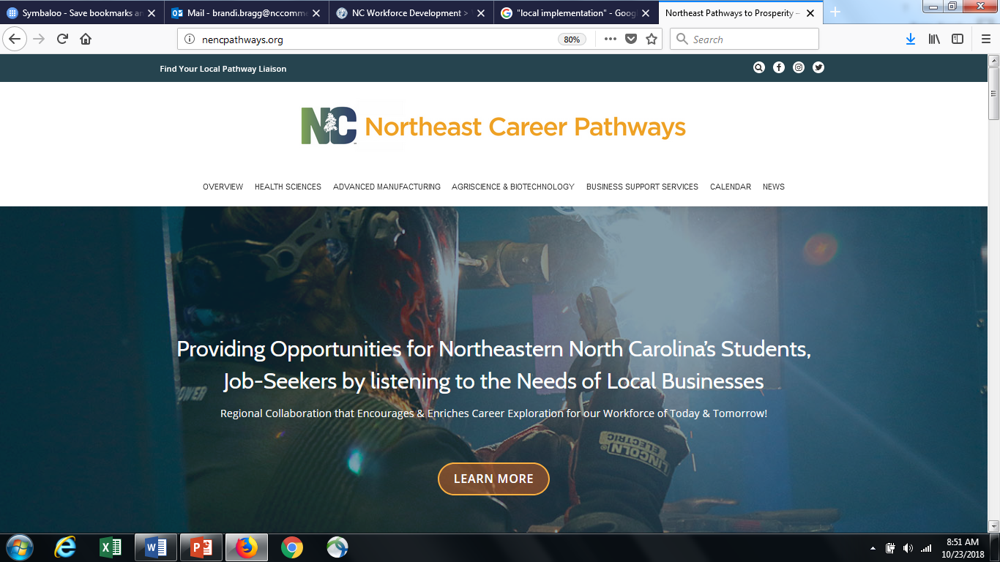 Symbaloo - Save bookmarks an
Mail - brandi.bragg@nccomme
NC Workforce Development >
"local implementation" - Goog
Northeast Pathways to Prosperity –
nencpathways.org
80%
Search
Find Your Local Pathway Liaison
NC Northeast Career Pathways
OVERVIEW HEALTH SCIENCES ADVANCED MANUFACTURING AGRISCIENCE & BIOTECHNOLOGY BUSINESS SUPPORT SERVICES CALENDAR NEWS
Providing Opportunities for Northeastern North Carolina's Students,
Job-Seekers by listening to the Needs of Local Businesses
POWER
Regional Collaboration that Encourages & Enriches Career Exploration for our Workforce of Today & Tomorrow!
LINCOLN
ELECTRIC
LEARN MORE
8:51 AM
10/23/2018